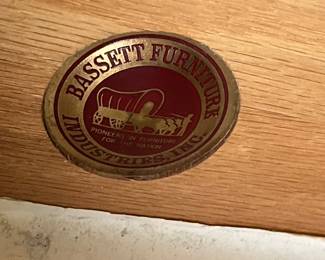 BASSETT FURNITURE
PIONEERS IN FURNITURE
FOR THE NATION
INDUSTRIES, INC.